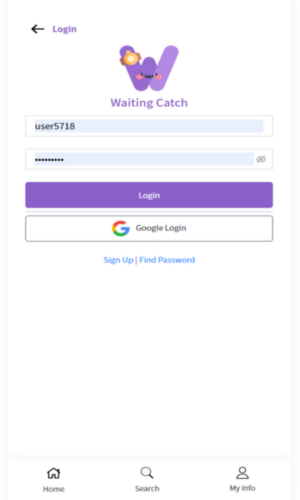 Login
Waiting Catch
user5718
•••••••••
Login
Google Login
Sign Up | Find Password
Home
Search
My Info